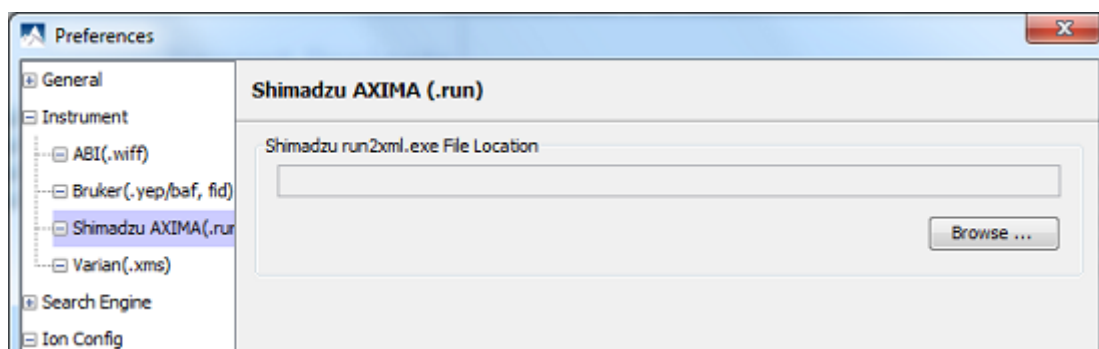 Preferences
General
Instrument
ABI(.wiff)
Bruker(.yep/baf, fid)
Shimadzu AXIMA(.rur
Varian(.xms)
Search Engine
Ion Config
Shimadzu AXIMA (.run)
Shimadzu run2xml.exe File Location
Browse ...